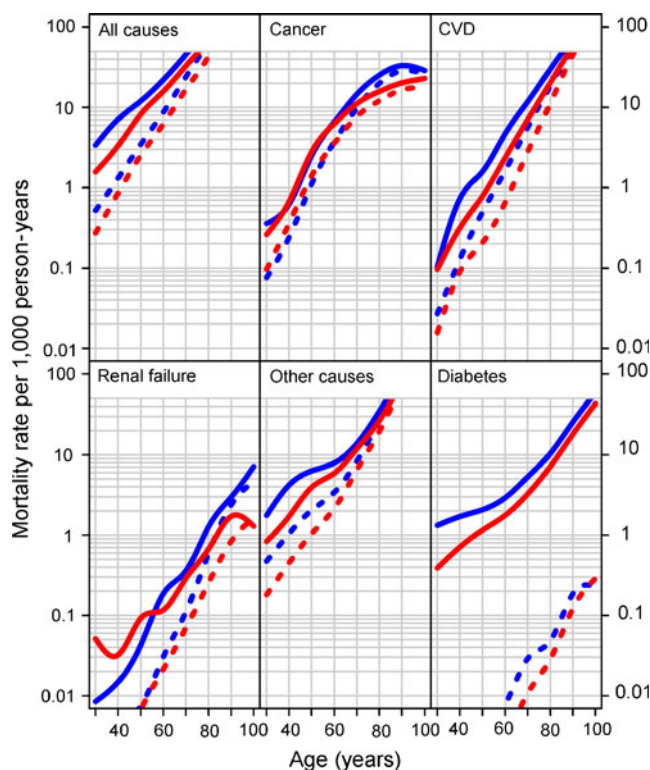 All causes
Cancer
CVD
100
10
1
0.1
0.01
100
10
1
0.1
0.01
Renal failure
Other causes
Diabetes
100
10
1
0.1
0.01
100
10
1
0.1
0.01
40 60 80 100
40 60 80 100
40 60 80 100
Mortality rate per 1,000 person-years
Age (years)